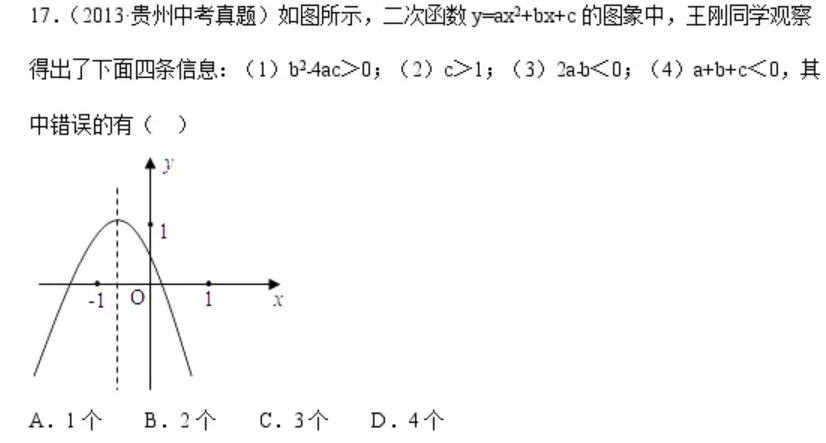 17.（2013·贵州中考真题）如图所示，二次函数 y=ax²+bx+c 的图象中，王刚同学观察
得出了下面四条信息：（1）b²-4ac＞0；（2）c＞1；（3）2a-b＜0；（4）a+b+c＜0，其
中错误的有（ ）
y
1
-1 O 1 x
A．1个 B．2个 C．3个 D．4个